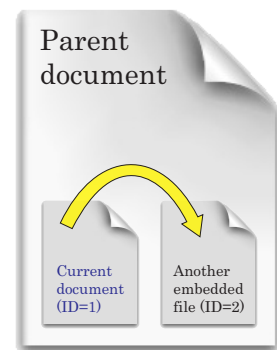 Parent
document
Current
document
(ID=1)
Another
embedded
file (ID=2)